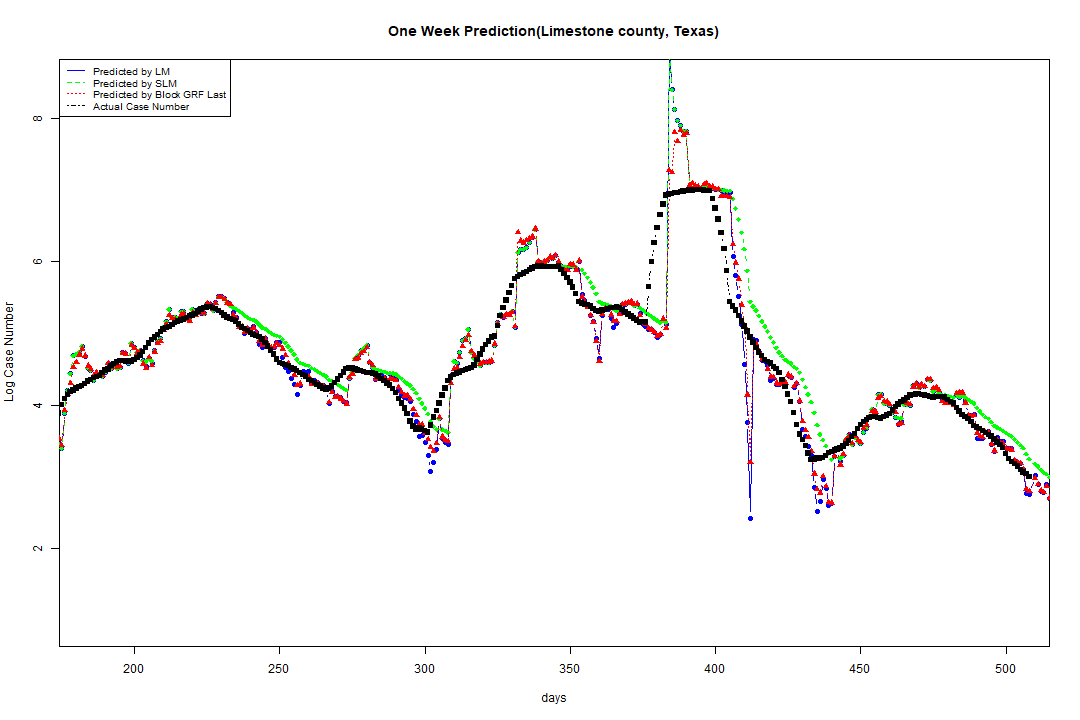 One Week Prediction(Limestone county, Texas)
Predicted by LM
Predicted by SLM
Predicted by Block GRF Last
Actual Case Number
8
6
4
2
Log Case Number
200 250 300 350 400 450 500
days